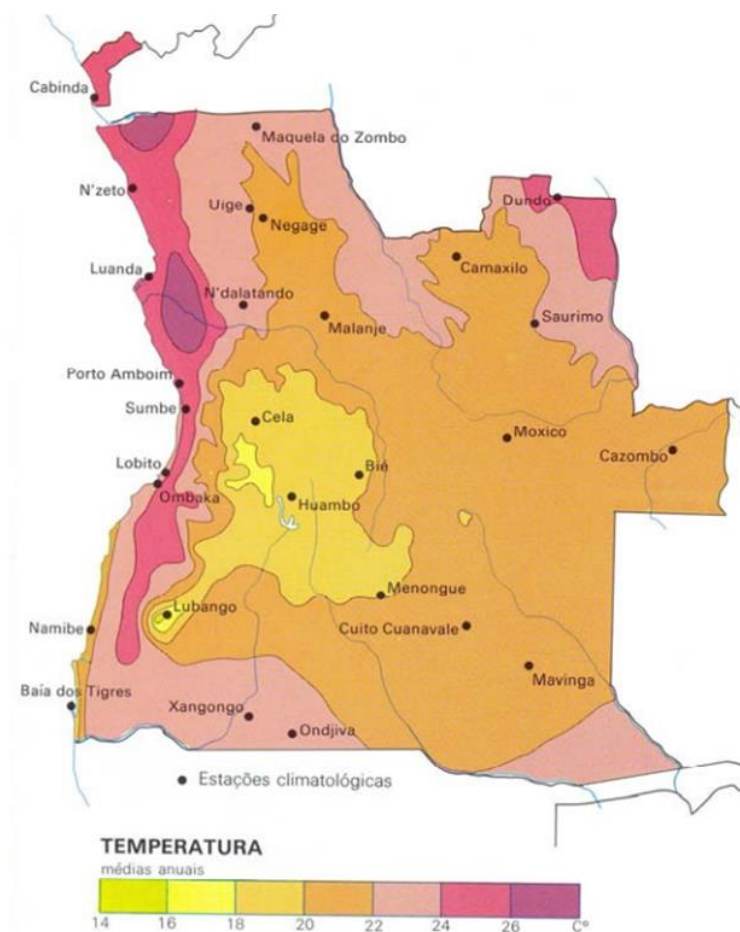 Cabinda
Maquela do Zombo
N'zeto
Dundo
Uíge
Negage
Camaxilo
Luanda
N'dalatando
Malanje
Saurimo
Porto Amboim
Sumbe
Cela
Moxico
Cazombo
Lobito
Bié
Ombaka
Huambo
Menongue
Lubango
Namibe
Cuito Cuanavale
Mavinga
Baía dos Tigres
Xangongo
Ondjiva
Estações climatológicas
TEMPERATURA
médias anuais
14 16 18 20 22 24 26 Cº